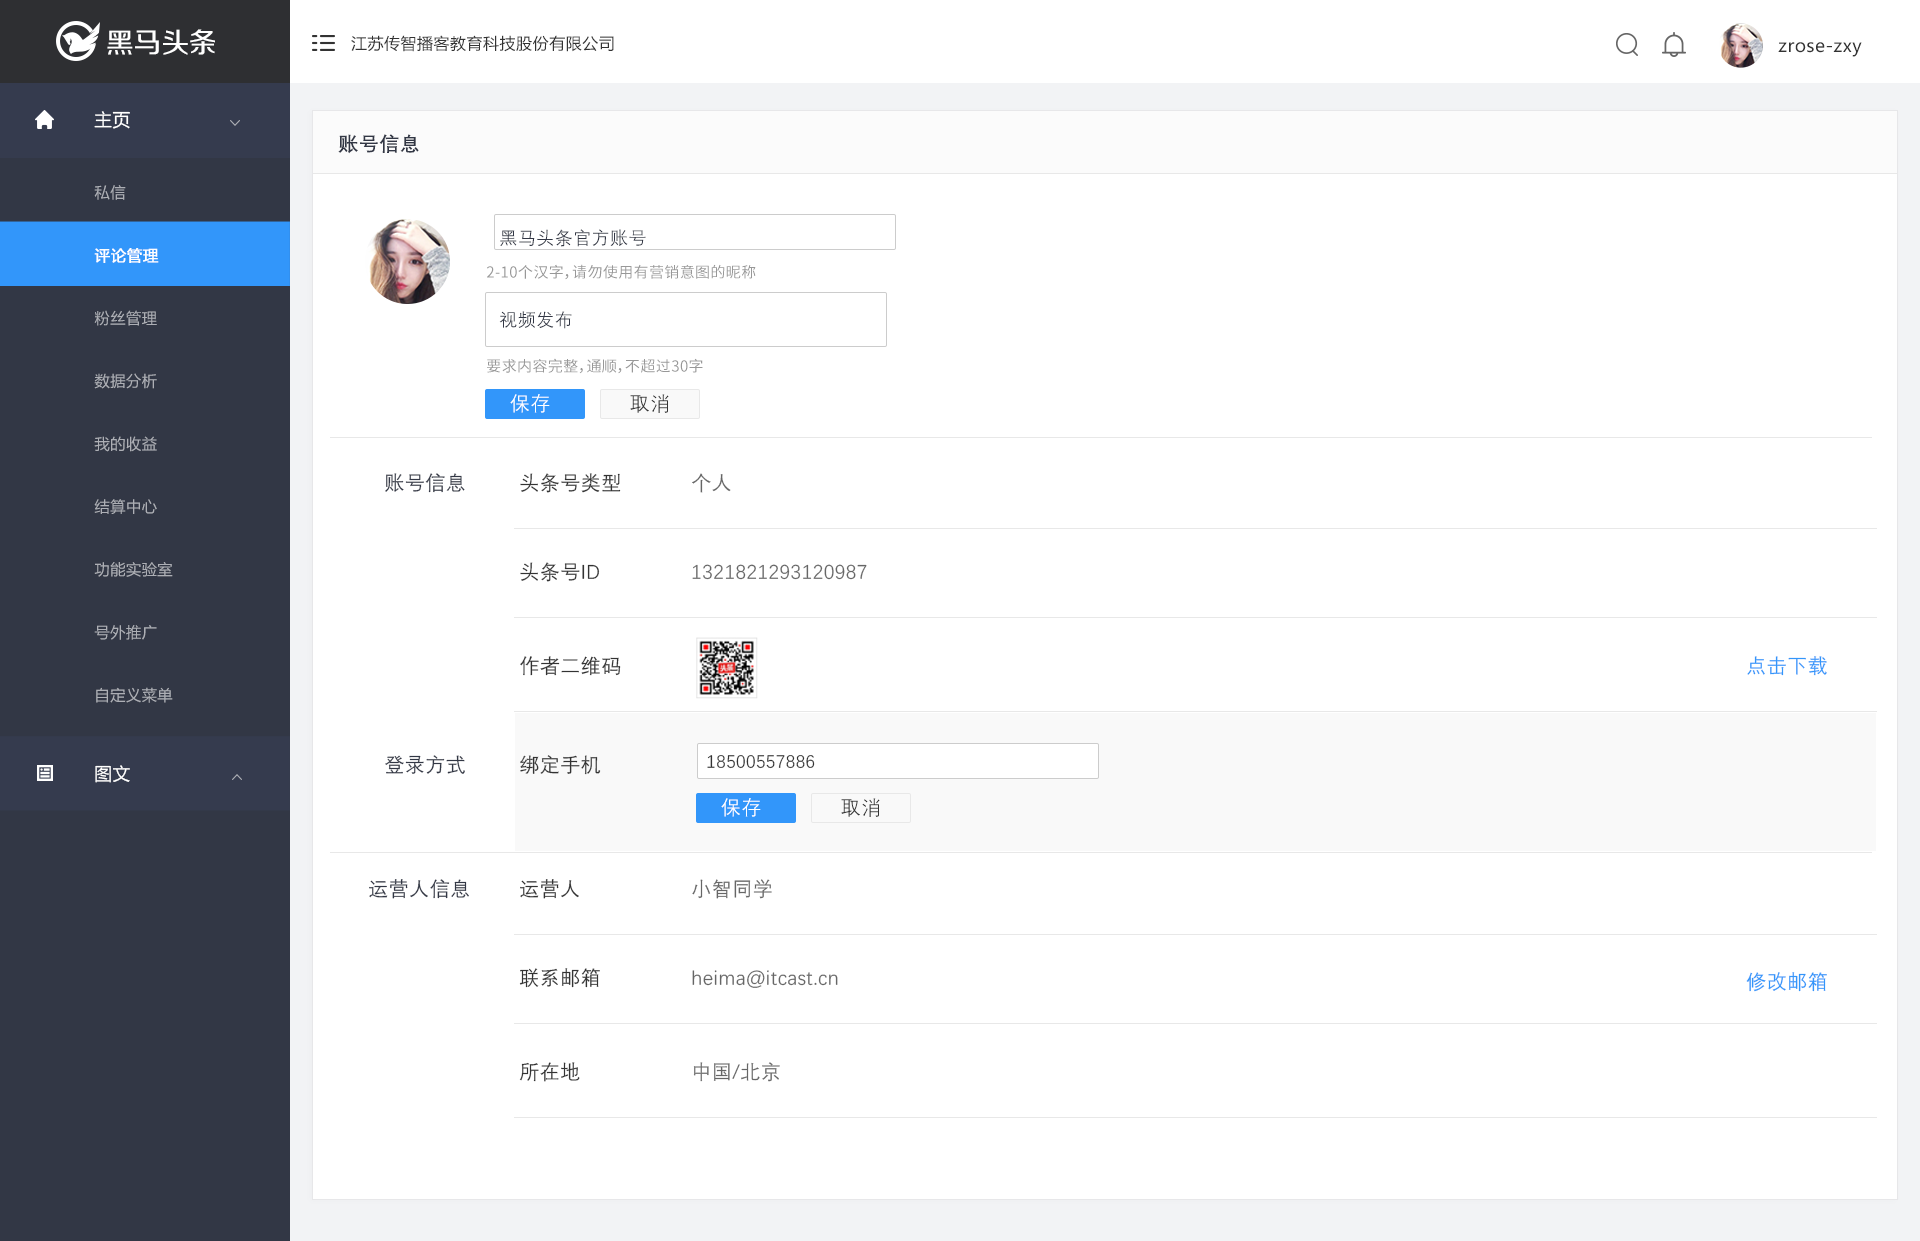 黑马头条
江苏传智播客教育科技股份有限公司
zrose-zxy
主页
私信
评论管理
粉丝管理
数据分析
我的收益
结算中心
功能实验室
号外推广
自定义菜单
图文
账号信息
黑马头条官方账号
2-10个汉字，请勿使用有营销意图的昵称
视频发布
要求内容完整，通顺，不超过30字
保存 取消
账号信息 头条号类型 个人
头条号ID 1321821293120987
作者二维码 点击下载
登录方式 绑定手机 18500557886
保存 取消
运营人信息 运营人 小智同学
联系邮箱 heima@itcast.cn 修改邮箱
所在地 中国/北京